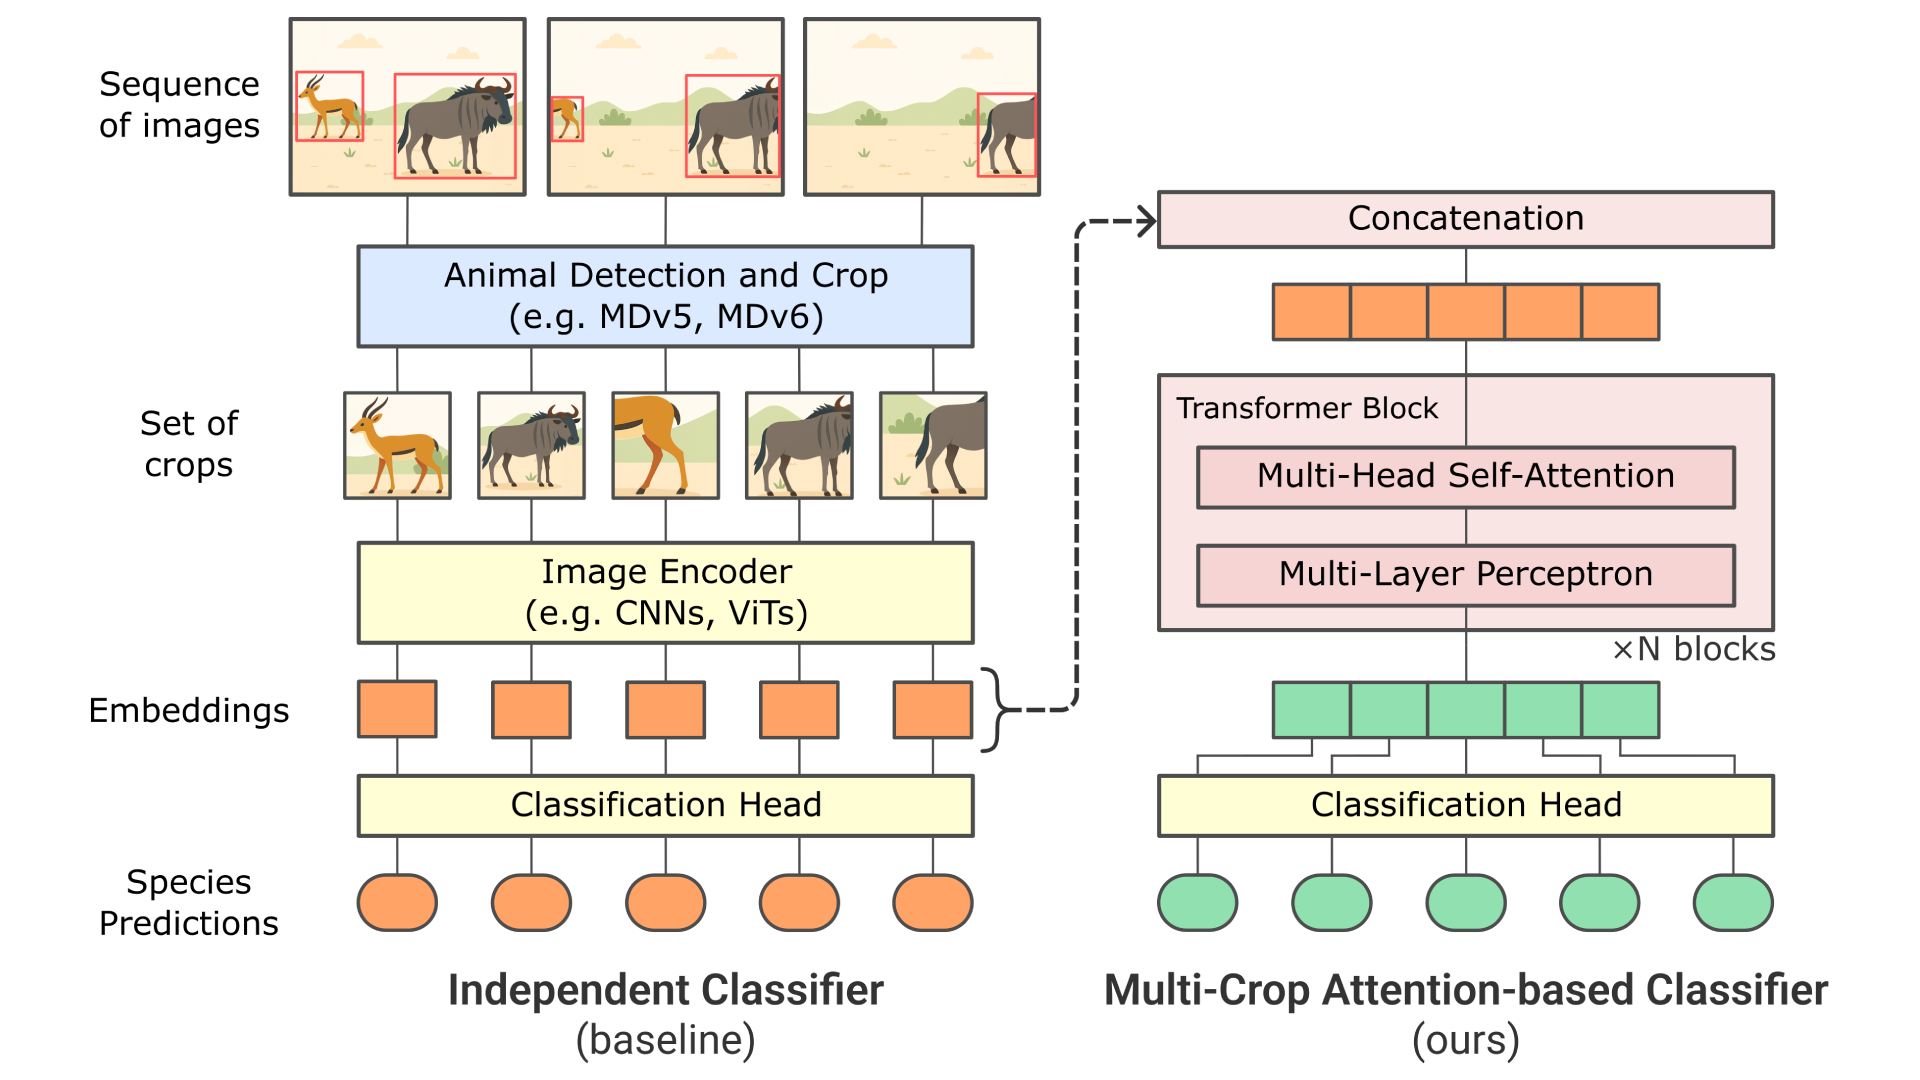 Sequence
of images
Animal Detection and Crop
(e.g. MDv5, MDv6)
Set of
crops
Image Encoder
(e.g. CNNs, ViTs)
Embeddings
Classification Head
Species
Predictions
Independent Classifier
(baseline)
Concatenation
Transformer Block
Multi-Head Self-Attention
Multi-Layer Perceptron
×N blocks
Classification Head
Multi-Crop Attention-based Classifier
(ours)